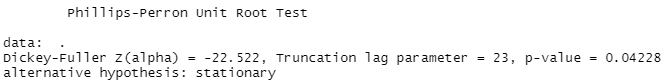 Phillips-Perron Unit Root Test
data:  .
Dickey-Fuller Z(alpha) = -22.522, Truncation lag parameter = 23, p-value = 0.04228
alternative hypothesis: stationary